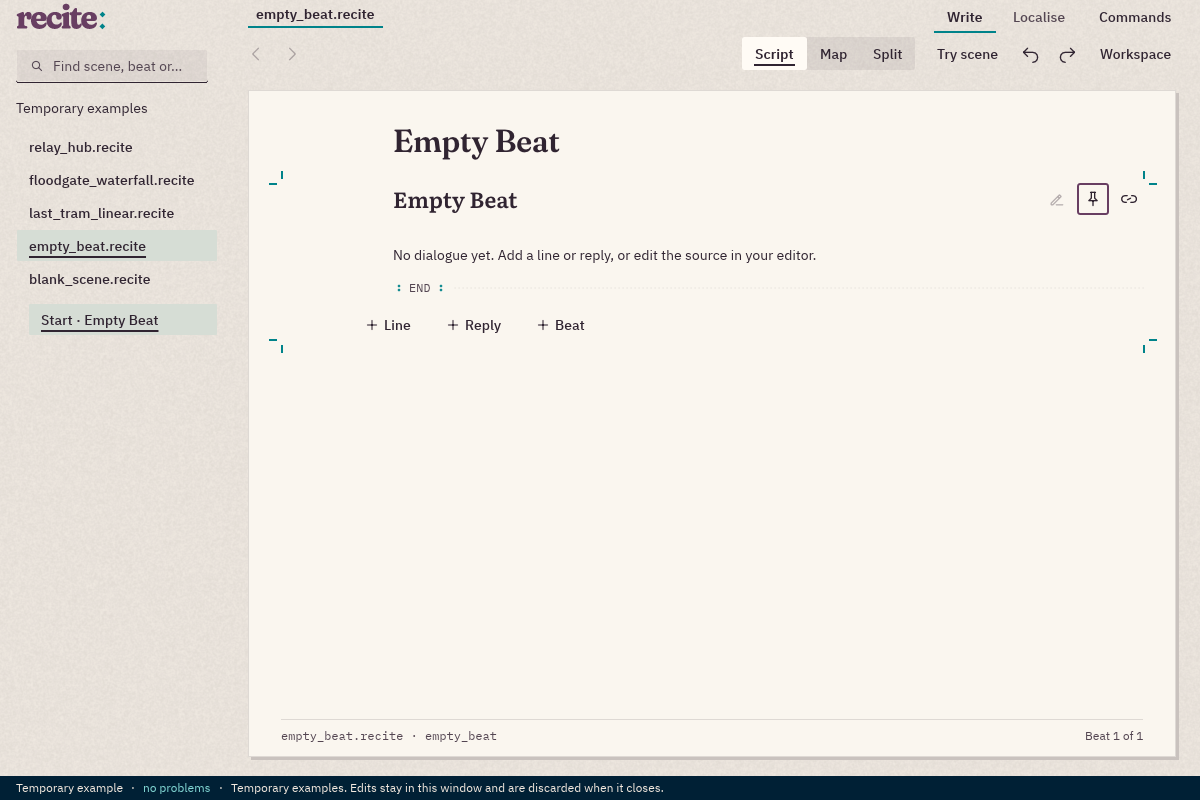 recite:
empty_beat.recite
Write Localise Commands
Find scene, beat or...
Script Map Split Try scene Workspace
Temporary examples
relay_hub.recite
floodgate_waterfall.recite
last_tram_linear.recite
empty_beat.recite
blank_scene.recite
Start · Empty Beat
Empty Beat
Empty Beat
No dialogue yet. Add a line or reply, or edit the source in your editor.
: END :
+ Line + Reply + Beat
empty_beat.recite · empty_beat
Beat 1 of 1
Temporary example · no problems · Temporary examples. Edits stay in this window and are discarded when it closes.